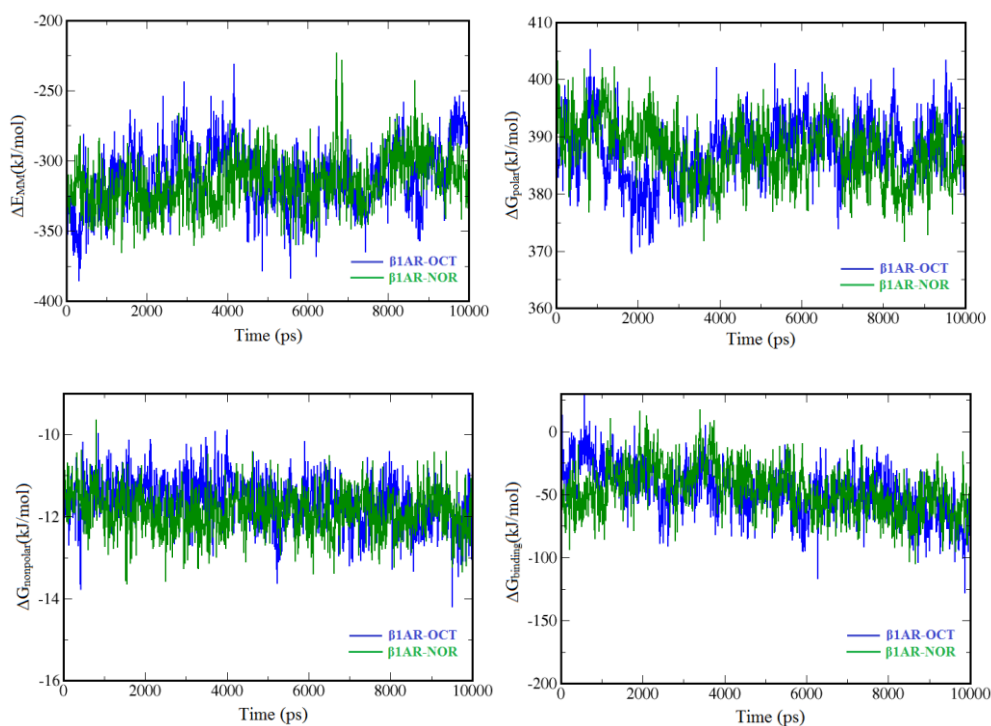 -200
-250
-300
-350
-400
ΔE_MM(kJ/mol)
β1AR-OCT
β1AR-NOR
0 2000 4000 6000 8000 10000
Time (ps)
410
400
390
380
370
360
ΔG_polar(kJ/mol)
β1AR-OCT
β1AR-NOR
0 2000 4000 6000 8000 10000
Time (ps)
-10
-12
-14
-16
ΔG_nonpolar(kJ/mol)
β1AR-OCT
β1AR-NOR
0 2000 4000 6000 8000 10000
Time (ps)
0
-50
-100
-150
-200
ΔG_binding(kJ/mol)
β1AR-OCT
β1AR-NOR
0 2000 4000 6000 8000 10000
Time (ps)